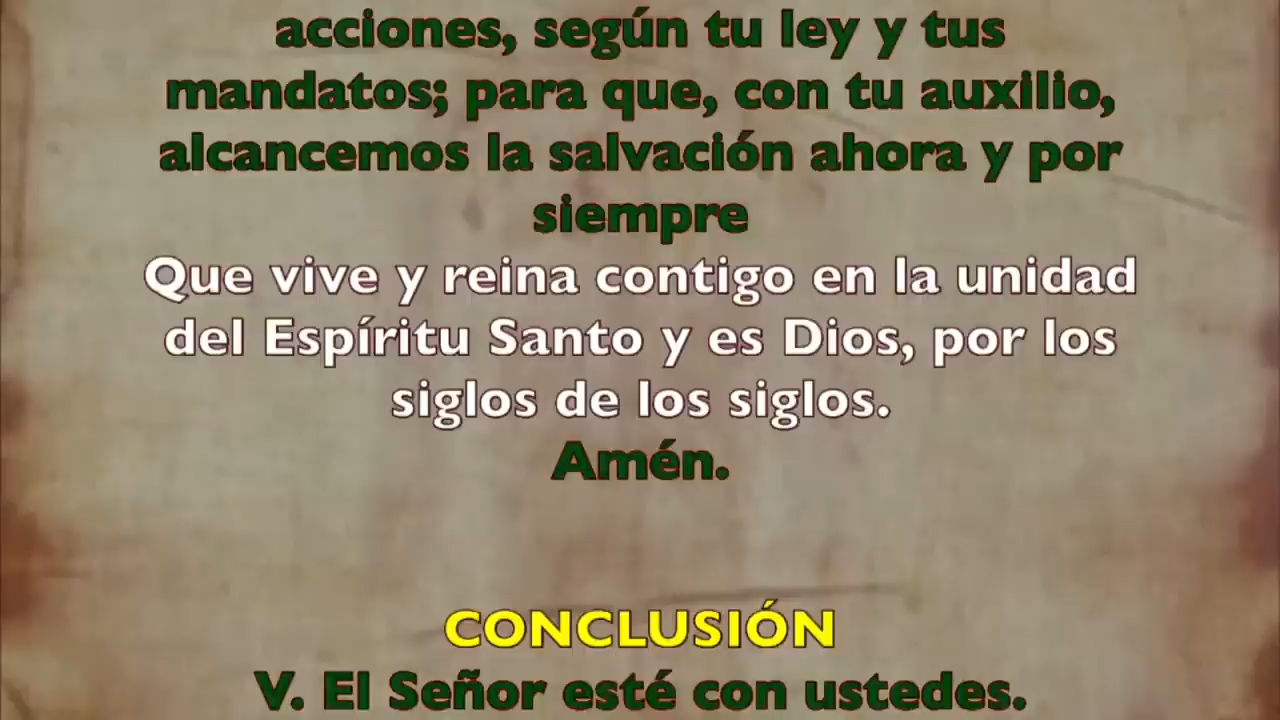 acciones, según tu ley y tus
mandatos; para que, con tu auxilio,
alcancemos la salvación ahora y por
siempre
Que vive y reina contigo en la unidad
del Espíritu Santo y es Dios, por los
siglos de los siglos.
Amén.
CONCLUSIÓN
V. El Señor esté con ustedes.